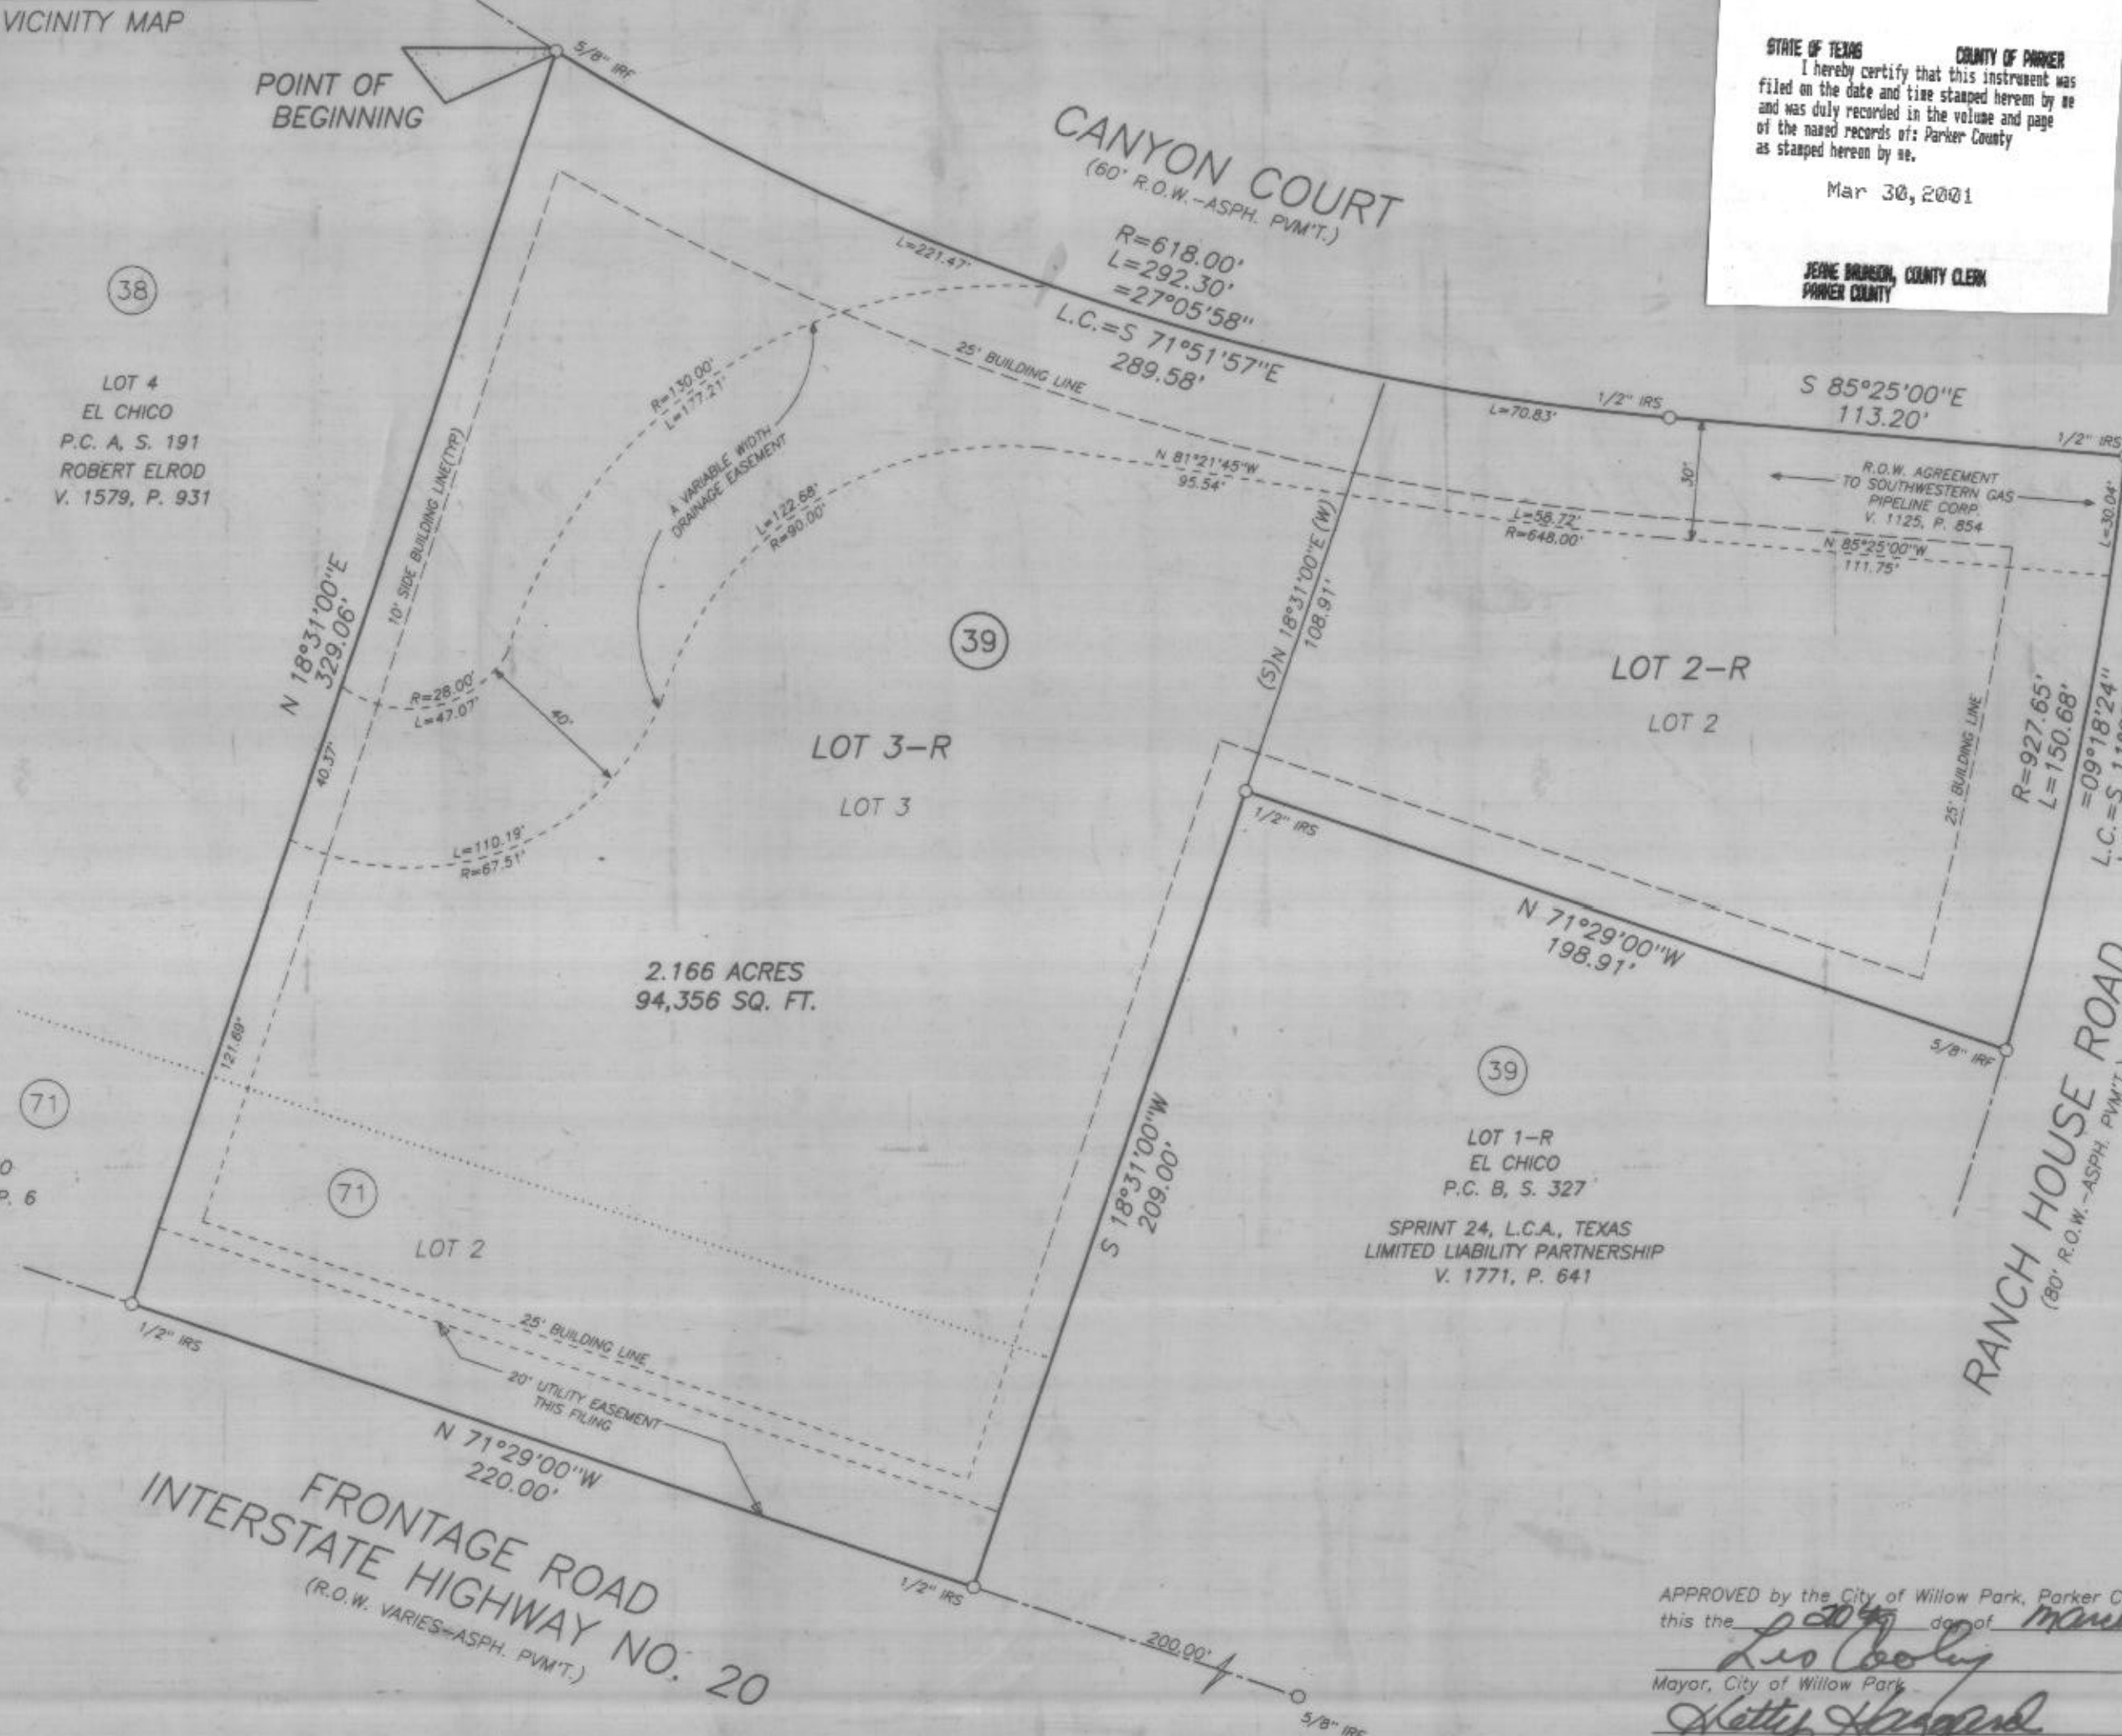 VICINITY MAP
POINT OF
BEGINNING
5/8" IRF
CANYON COURT
(60' R.O.W.-ASPH. PVM'T.)
R=618.00'
L=292.30'
=27°05'58"
L.C.=S 71°51'57"E
289.58'
L=221.47'
STATE OF TEXAS COUNTY OF PARKER
I hereby certify that this instrument was
filed on the date and time stamped hereon by me
and was duly recorded in the volume and page
of the named records of: Parker County
as stamped hereon by me.
Mar 30,2001
JEANE BRUNSON, COUNTY CLERK
PARKER COUNTY
38
LOT 4
EL CHICO
P.C. A, S. 191
ROBERT ELROD
V. 1579, P. 931
25' BUILDING LINE
R=130.00'
L=177.21'
A VARIABLE WIDTH
DRAINAGE EASEMENT
L=122.68'
R=90.00'
N 81°21'45"W
95.54'
L=70.83'
1/2" IRS
S 85°25'00"E
113.20'
1/2" IRS
30'
R.O.W. AGREEMENT
TO SOUTHWESTERN GAS
PIPELINE CORP.
V. 1125, P. 854
L=30.04'
L=58.72'
R=648.00'
N 85°25'00"W
111.75'
10' SIDE BUILDING LINE(TYP)
N 18°31'00"E
329.06'
(S)N 18°31'00"E(W)
108.91'
39
LOT 2-R
LOT 2
R=28.00'
L=47.07'
40'
LOT 3-R
LOT 3
40.37'
L=110.19'
R=67.51'
25' BUILDING LINE
R=927.65'
L=150.68'
=09°18'24"
L.C.=S
1/2" IRS
N 71°29'00"W
198.91'
5/8" IRF
2.166 ACRES
94,356 SQ. FT.
121.69'
71
P. 6
71
LOT 2
S 18°31'00"W
209.00'
39
LOT 1-R
EL CHICO
P.C. B, S. 327
SPRINT 24, L.C.A., TEXAS
LIMITED LIABILITY PARTNERSHIP
V. 1771, P. 641
RANCH HOUSE ROAD
(80' R.O.W.-ASPH. PVM'T.)
1/2" IRS
25' BUILDING LINE
20' UTILITY EASEMENT
THIS FILING
N 71°29'00"W
220.00'
FRONTAGE ROAD
INTERSTATE HIGHWAY NO. 20
(R.O.W. VARIES-ASPH. PVM'T.)
1/2" IRS
200.00'
5/8" IRF
APPROVED by the City of Willow Park, Parker C
this the 20th day of
Leo Cooley
Mayor, City of Willow Park